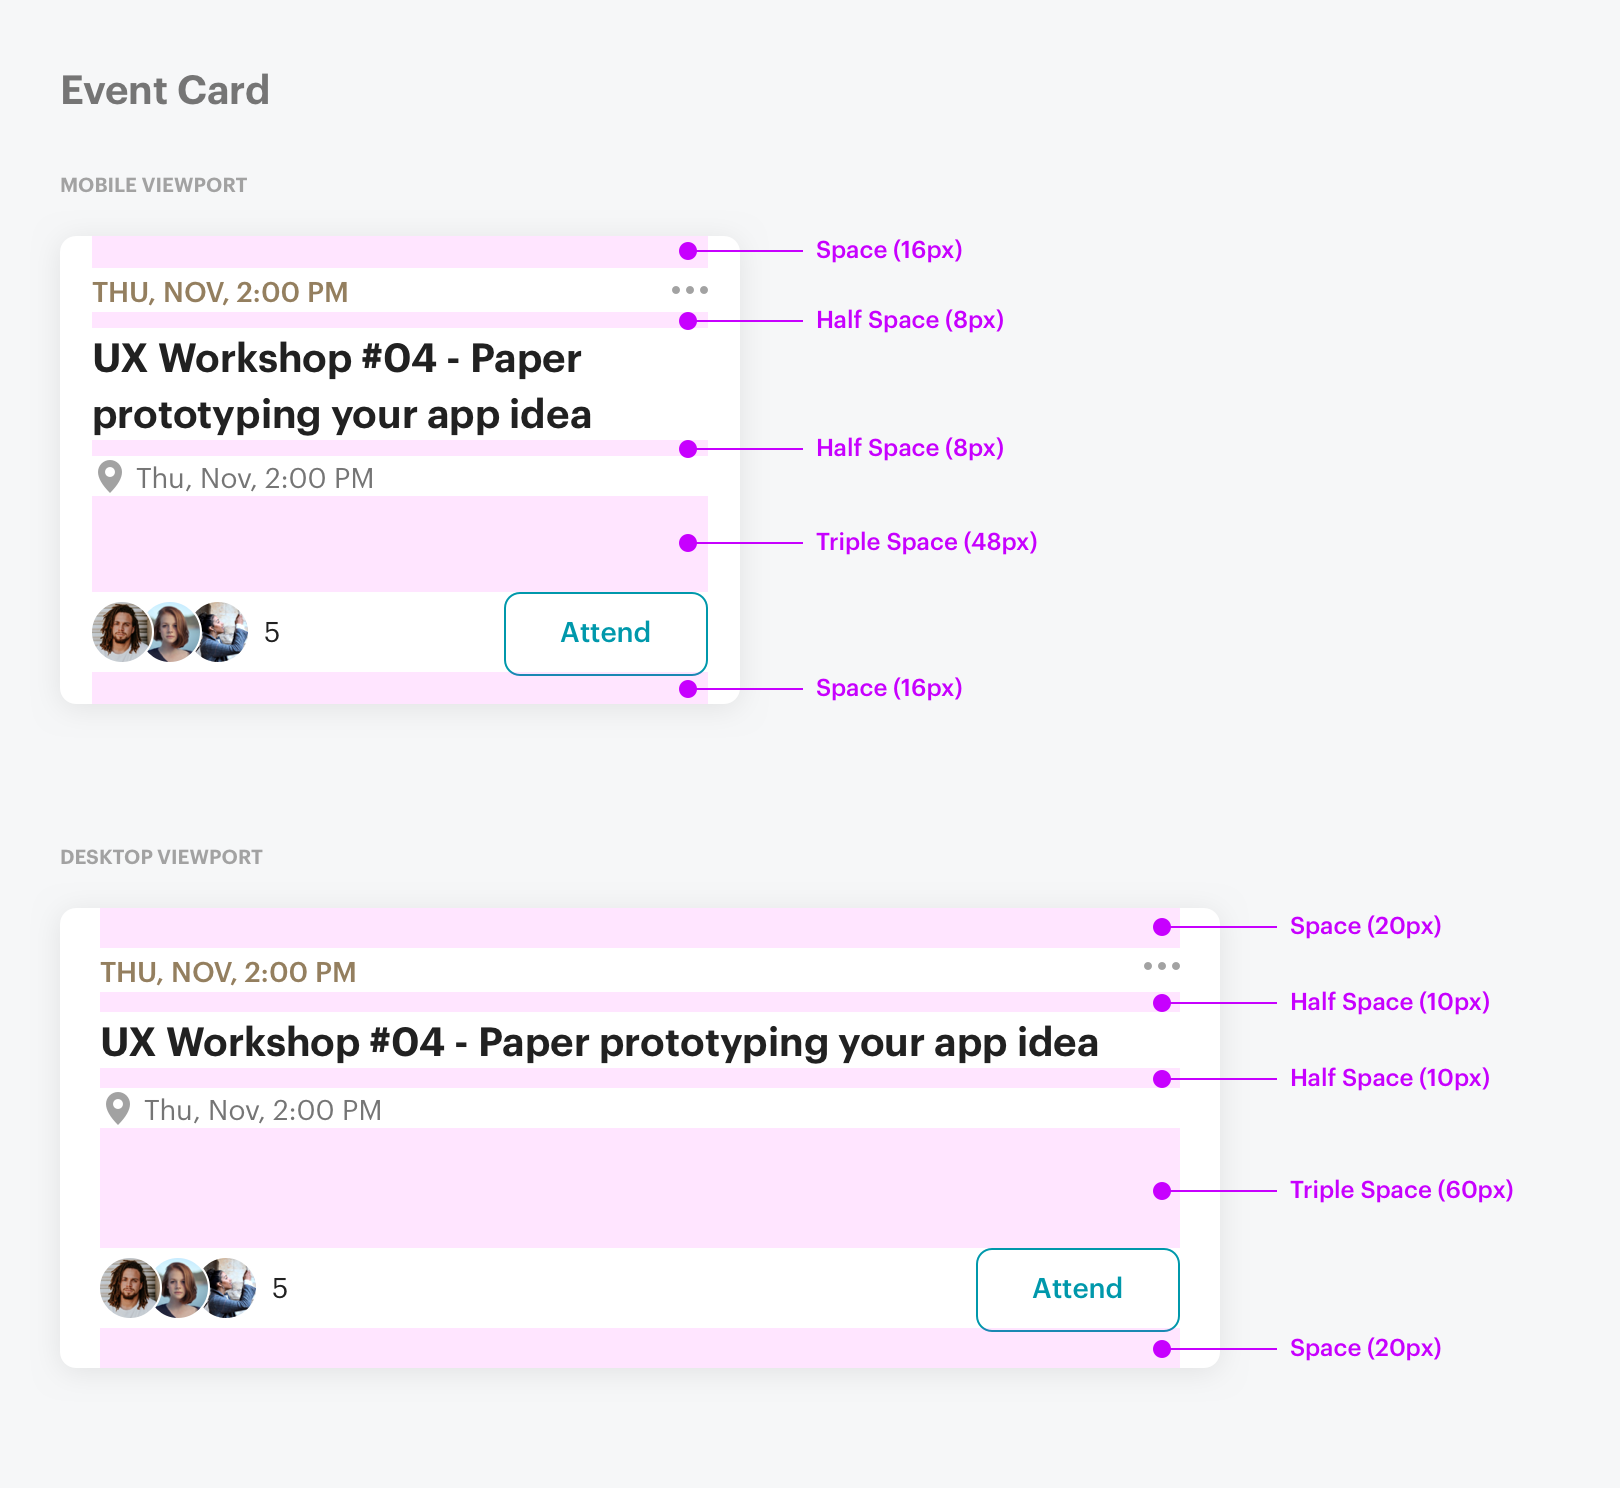 Event Card
MOBILE VIEWPORT
Space (16px)
THU, NOV, 2:00 PM
Half Space (8px)
UX Workshop #04 - Paper
prototyping your app idea
Half Space (8px)
Thu, Nov, 2:00 PM
Triple Space (48px)
5
Attend
Space (16px)
DESKTOP VIEWPORT
Space (20px)
THU, NOV, 2:00 PM
Half Space (10px)
UX Workshop #04 - Paper prototyping your app idea
Half Space (10px)
Thu, Nov, 2:00 PM
Triple Space (60px)
5
Attend
Space (20px)